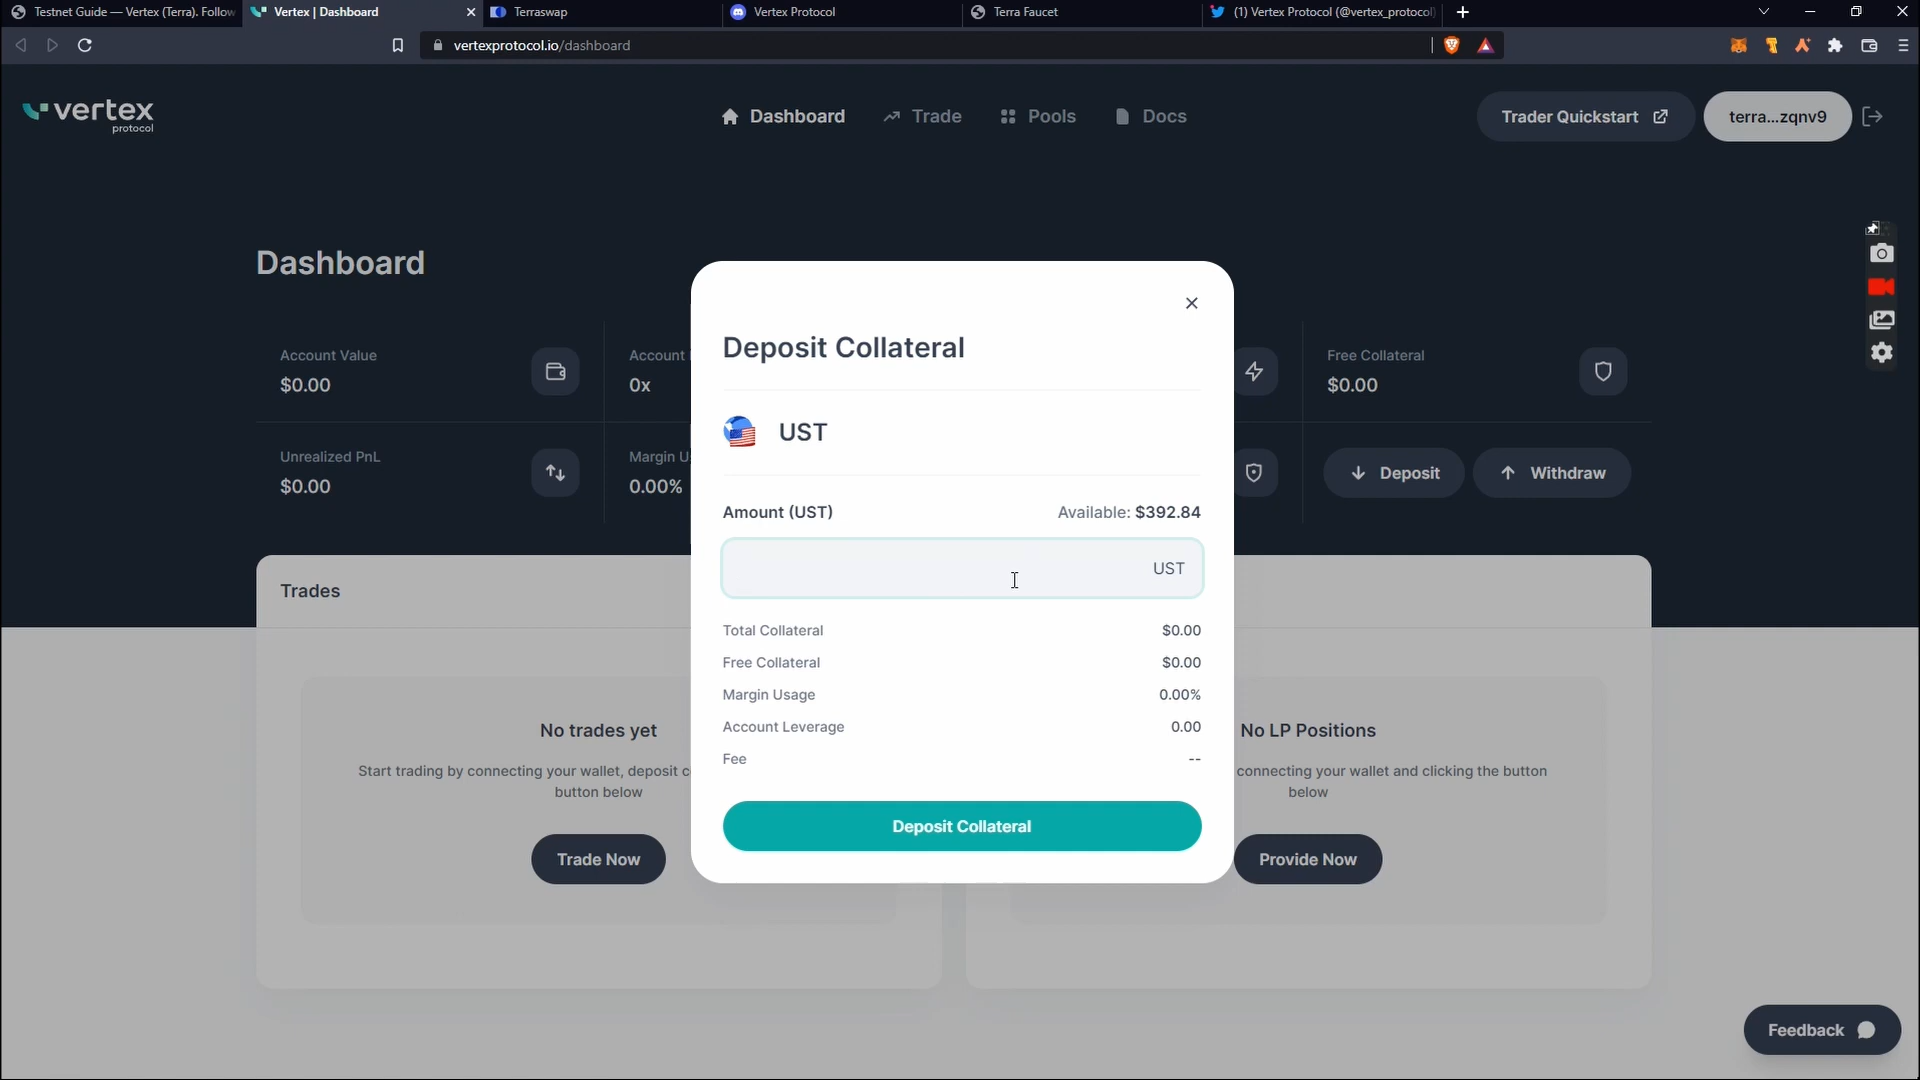 Testnet Guide — Vertex (Terra). Follow
Vertex | Dashboard
Terraswap
Vertex Protocol
Terra Faucet
(1) Vertex Protocol (@vertex_protocol)
vertexprotocol.io/dashboard
vertex
protocol
Dashboard
Trade
Pools
Docs
Trader Quickstart
terra...zqnv9
Dashboard
Account Value
$0.00
Account
0x
Free Collateral
$0.00
Unrealized PnL
$0.00
Margin U
0.00%
Deposit
Withdraw
Deposit Collateral
UST
Amount (UST)
Available: $392.84
UST
Total Collateral
$0.00
Free Collateral
$0.00
Margin Usage
0.00%
Account Leverage
0.00
Fee
--
Deposit Collateral
Trades
No trades yet
Start trading by connecting your wallet, deposit c
button below
Trade Now
No LP Positions
connecting your wallet and clicking the button
below
Provide Now
Feedback